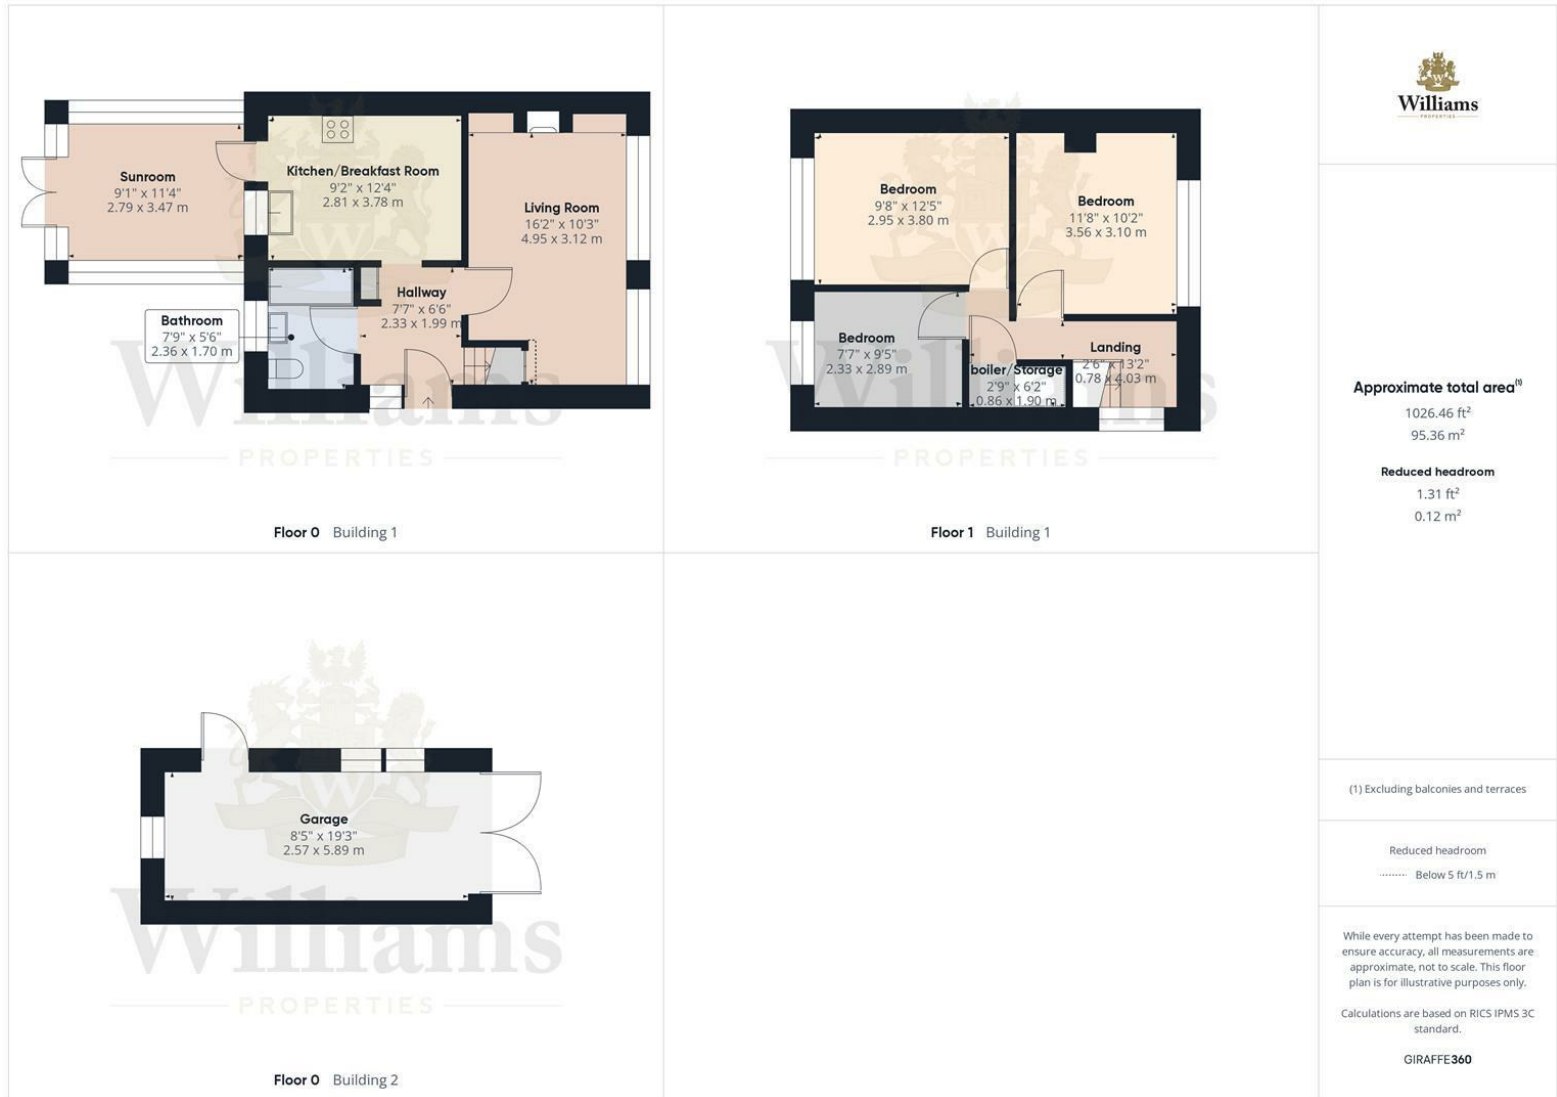 Sunroom
9'1" x 11'4"
2.79 x 3.47 m
Kitchen/Breakfast Room
9'2" x 12'4"
2.81 x 3.78 m
Living Room
16'2" x 10'3"
4.95 x 3.12 m
Hallway
7'7" x 6'6"
2.33 x 1.99 m
Bathroom
7'9" x 5'6"
2.36 x 1.70 m
Williams
PROPERTIES
Floor 0 Building 1
Bedroom
9'8" x 12'5"
2.95 x 3.80 m
Bedroom
11'8" x 10'2"
3.56 x 3.10 m
Bedroom
7'7" x 9'5"
2.33 x 2.89 m
boiler/Storage
2'9" x 6'2"
0.86 x 1.90 m
Landing
2'6" x 13'2"
0.78 x 4.03 m
Williams
PROPERTIES
Floor 1 Building 1
Garage
8'5" x 19'3"
2.57 x 5.89 m
Williams
PROPERTIES
Floor 0 Building 2
Williams
PROPERTIES
Approximate total area(1)
1026.46 ft²
95.36 m²
Reduced headroom
1.31 ft²
0.12 m²
(1) Excluding balconies and terraces
Reduced headroom
Below 5 ft/1.5 m
While every attempt has been made to
ensure accuracy, all measurements are
approximate, not to scale. This floor
plan is for illustrative purposes only.
Calculations are based on RICS IPMS 3C
standard.
GIRAFFE360